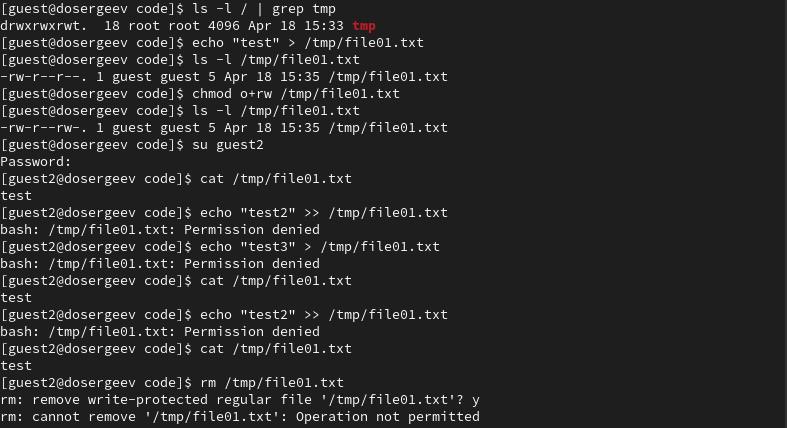 [guest@dosergeev code]$ ls -l / | grep tmp
drwxrwxrwt.  18 root root 4096 Apr 18 15:33 tmp
[guest@dosergeev code]$ echo "test" > /tmp/file01.txt
[guest@dosergeev code]$ ls -l /tmp/file01.txt
-rw-r--r--. 1 guest guest 5 Apr 18 15:35 /tmp/file01.txt
[guest@dosergeev code]$ chmod o+rw /tmp/file01.txt
[guest@dosergeev code]$ ls -l /tmp/file01.txt
-rw-r--rw-. 1 guest guest 5 Apr 18 15:35 /tmp/file01.txt
[guest@dosergeev code]$ su guest2
Password:
[guest2@dosergeev code]$ cat /tmp/file01.txt
test
[guest2@dosergeev code]$ echo "test2" >> /tmp/file01.txt
bash: /tmp/file01.txt: Permission denied
[guest2@dosergeev code]$ echo "test3" > /tmp/file01.txt
bash: /tmp/file01.txt: Permission denied
[guest2@dosergeev code]$ cat /tmp/file01.txt
test
[guest2@dosergeev code]$ echo "test2" >> /tmp/file01.txt
bash: /tmp/file01.txt: Permission denied
[guest2@dosergeev code]$ cat /tmp/file01.txt
test
[guest2@dosergeev code]$ rm /tmp/file01.txt
rm: remove write-protected regular file '/tmp/file01.txt'? y
rm: cannot remove '/tmp/file01.txt': Operation not permitted